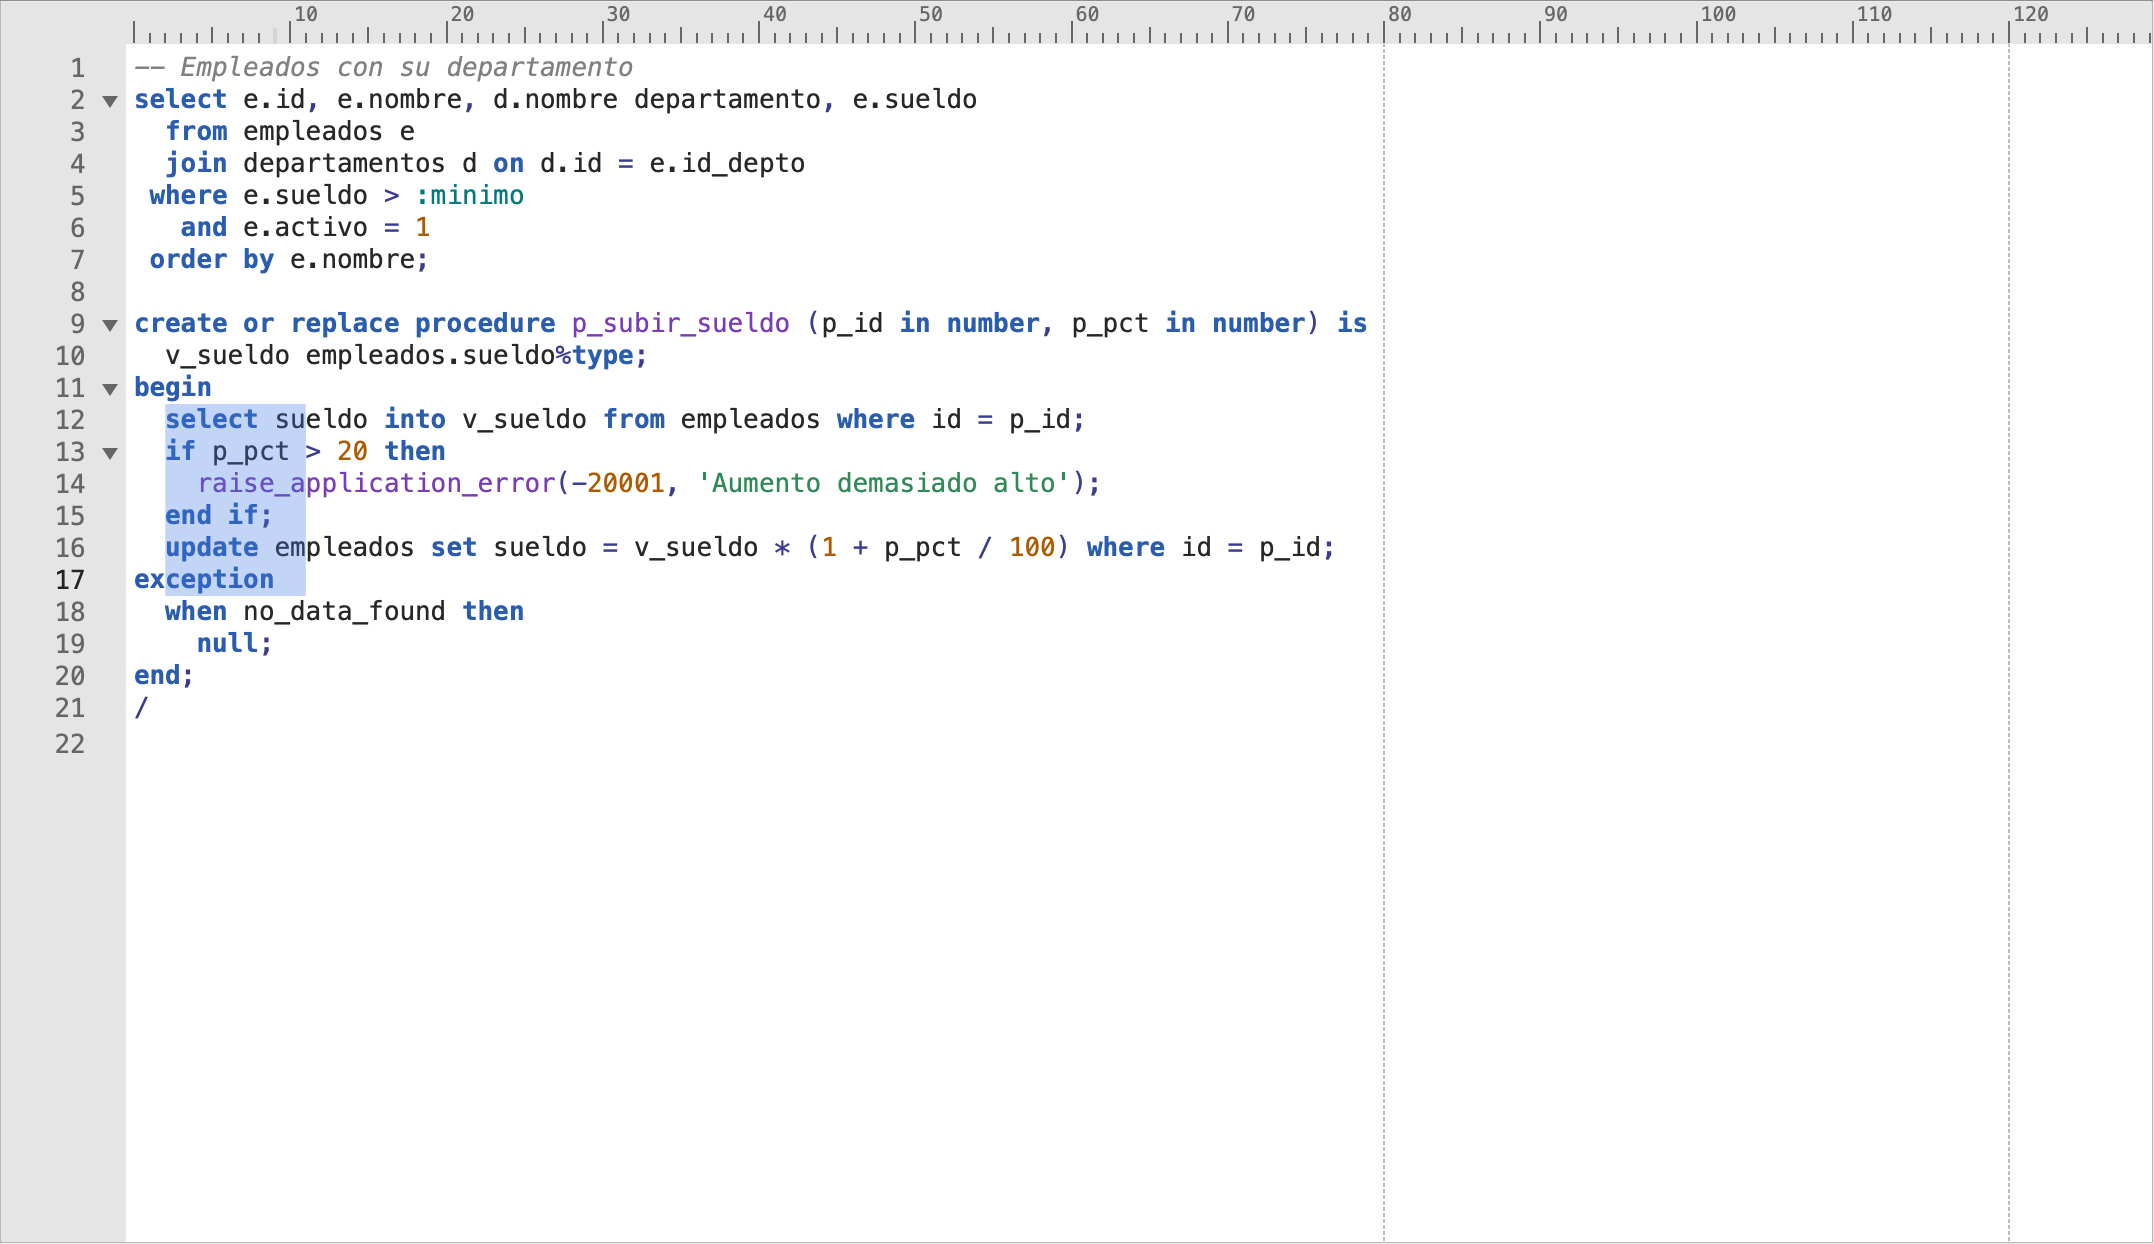 10 20 30 40 50 60 70 80 90 100 110 120
1 -- Empleados con su departamento
2 select e.id, e.nombre, d.nombre departamento, e.sueldo
3   from empleados e
4   join departamentos d on d.id = e.id_depto
5  where e.sueldo > :minimo
6    and e.activo = 1
7  order by e.nombre;
8
9 create or replace procedure p_subir_sueldo (p_id in number, p_pct in number) is
10   v_sueldo empleados.sueldo%type;
11 begin
12   select sueldo into v_sueldo from empleados where id = p_id;
13   if p_pct > 20 then
14     raise_application_error(-20001, 'Aumento demasiado alto');
15   end if;
16   update empleados set sueldo = v_sueldo * (1 + p_pct / 100) where id = p_id;
17 exception
18   when no_data_found then
19     null;
20 end;
21 /
22